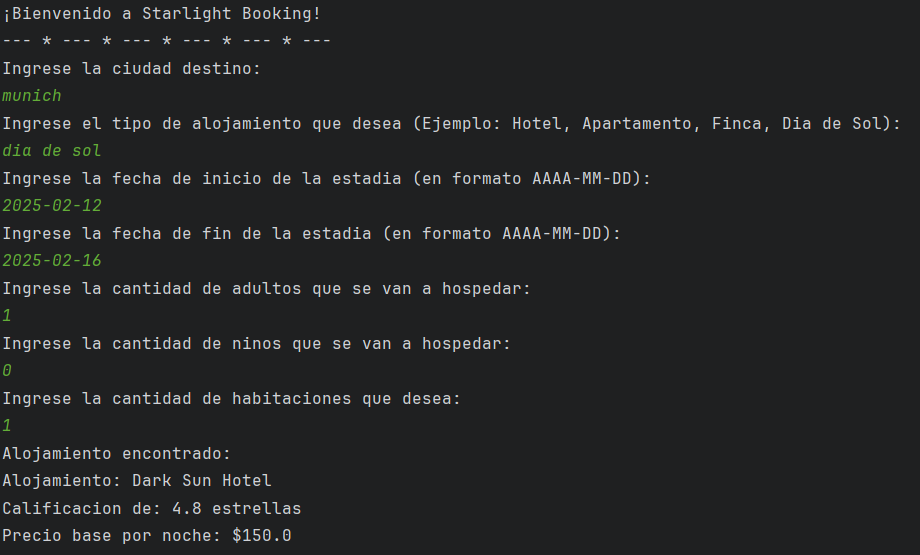 ¡Bienvenido a Starlight Booking!
--- * --- * --- * --- * --- * ---
Ingrese la ciudad destino:
munich
Ingrese el tipo de alojamiento que desea (Ejemplo: Hotel, Apartamento, Finca, Dia de Sol):
dia de sol
Ingrese la fecha de inicio de la estadia (en formato AAAA-MM-DD):
2025-02-12
Ingrese la fecha de fin de la estadia (en formato AAAA-MM-DD):
2025-02-16
Ingrese la cantidad de adultos que se van a hospedar:
1
Ingrese la cantidad de ninos que se van a hospedar:
0
Ingrese la cantidad de habitaciones que desea:
1
Alojamiento encontrado:
Alojamiento: Dark Sun Hotel
Calificacion de: 4.8 estrellas
Precio base por noche: $150.0